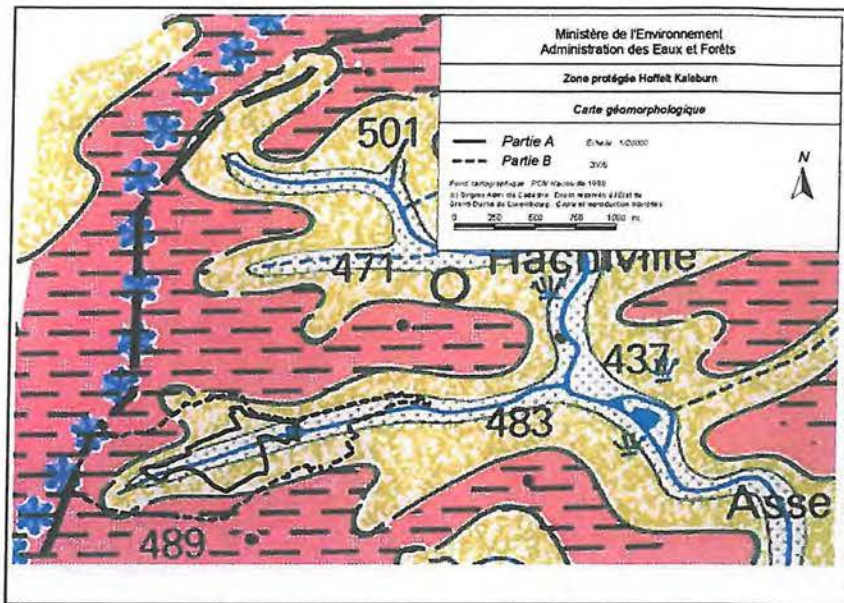 Ministère de l'Environnement
Administration des Eaux et Forêts
Zone protégée Hoffelt Kaleburn
Carte géomorphologique
Partie A
Partie B
N
0 250 500 750 1000 m
501
471
Hachiville
437
483
Asse
489